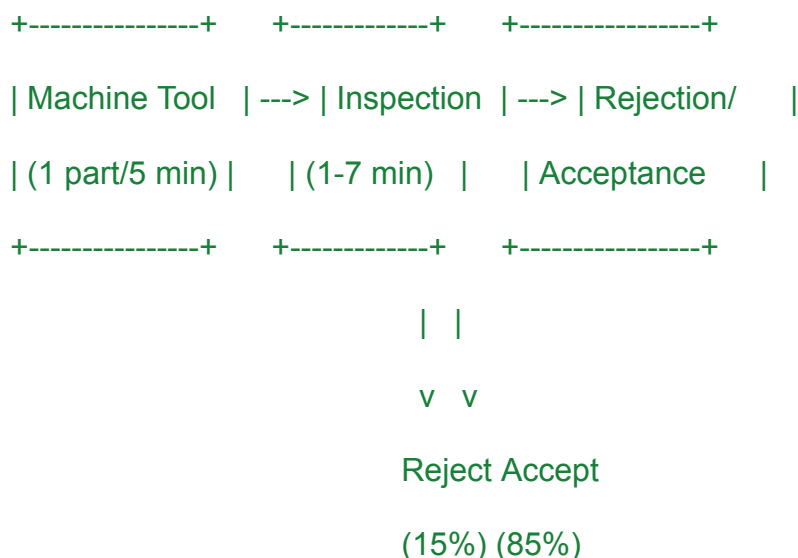 +----------------+ +-------------+ +-----------------+
| Machine Tool | ---> | Inspection | ---> | Rejection/ |
| (1 part/5 min) | | (1-7 min) | | Acceptance |
+----------------+ +-------------+ +-----------------+
| |
v v
Reject Accept
(15%) (85%)